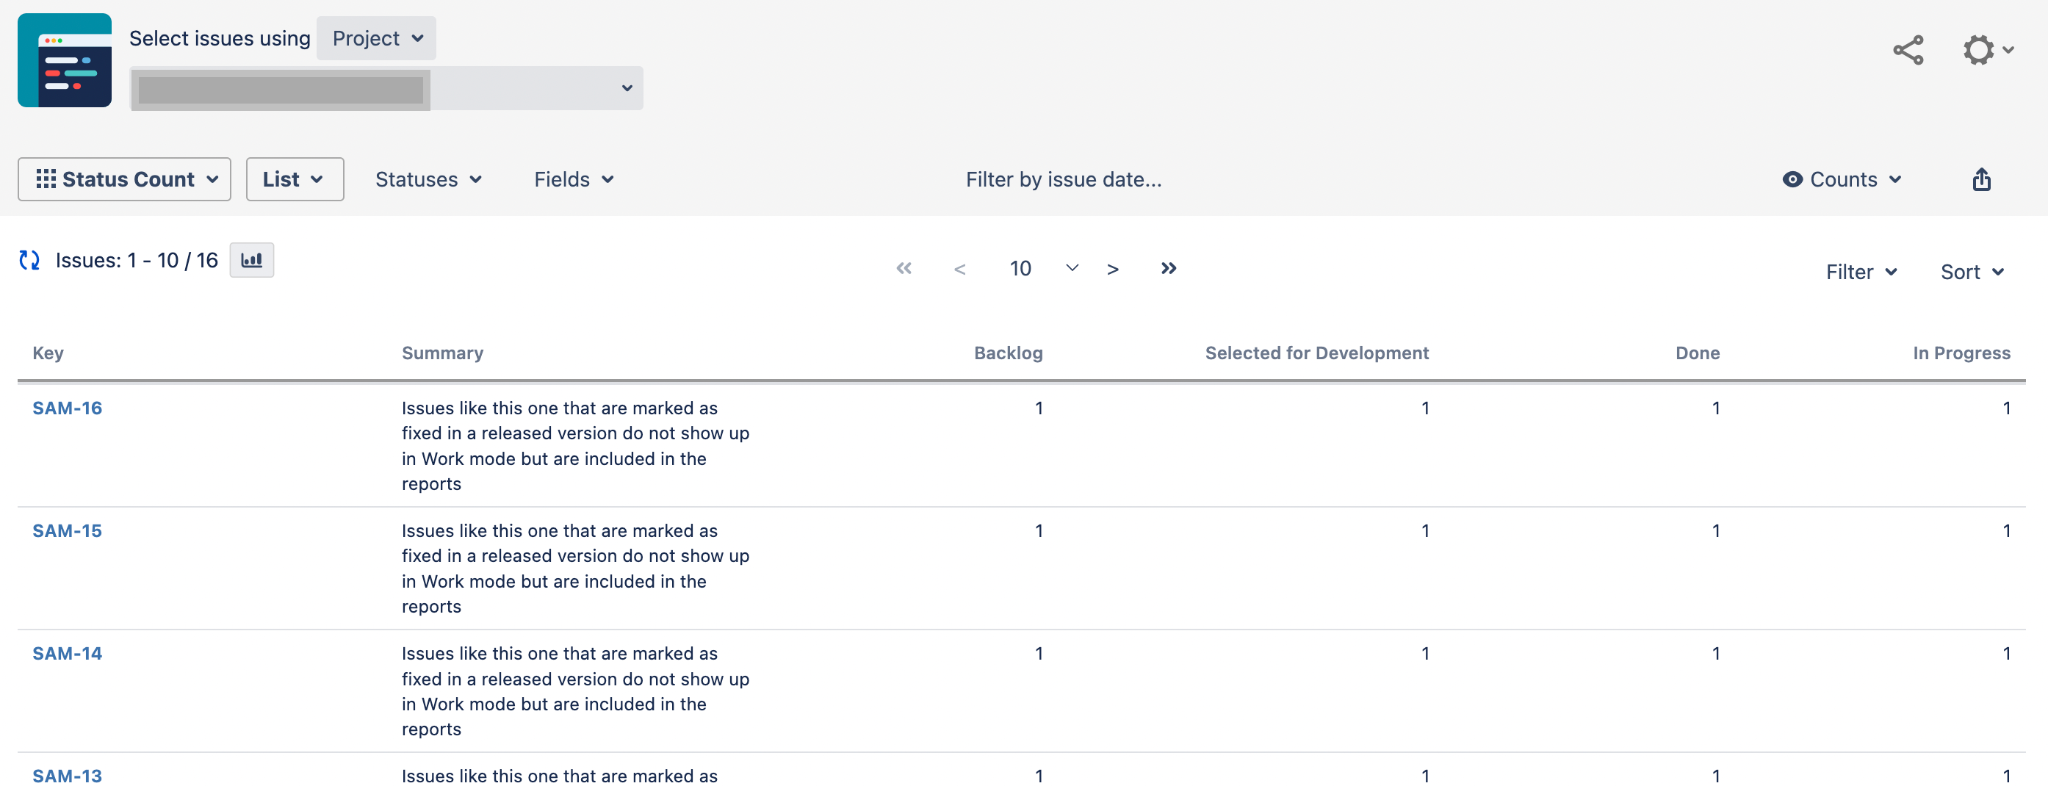 Select issues using Project
Status Count List Statuses Fields Filter by issue date... Counts
Issues: 1 - 10 / 16 « < 10 > » Filter Sort
Key Summary Backlog Selected for Development Done In Progress
SAM-16 Issues like this one that are marked as 1 1 1 1
fixed in a released version do not show up
in Work mode but are included in the
reports
SAM-15 Issues like this one that are marked as 1 1 1 1
fixed in a released version do not show up
in Work mode but are included in the
reports
SAM-14 Issues like this one that are marked as 1 1 1 1
fixed in a released version do not show up
in Work mode but are included in the
reports
SAM-13 Issues like this one that are marked as 1 1 1 1